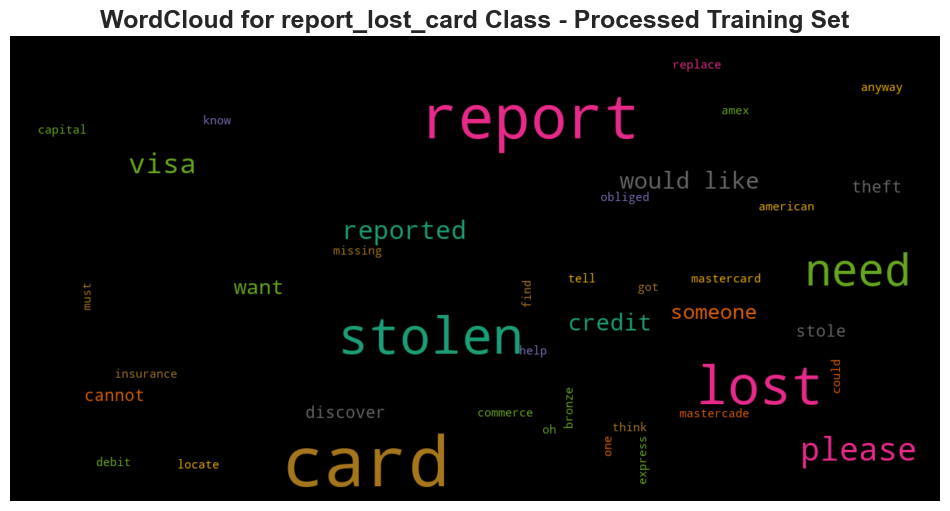 WordCloud for report_lost_card Class - Processed Training Set
replace
anyway
amex
report
know
capital
visa
would like
theft
obliged
american
reported
missing
need
tell
mastercard
want
got
find
must
someone
credit
stole
stolen
help
insurance
could
lost
cannot
discover
commerce
bronze
mastercade
oh
think
one
please
express
card
debit
locate